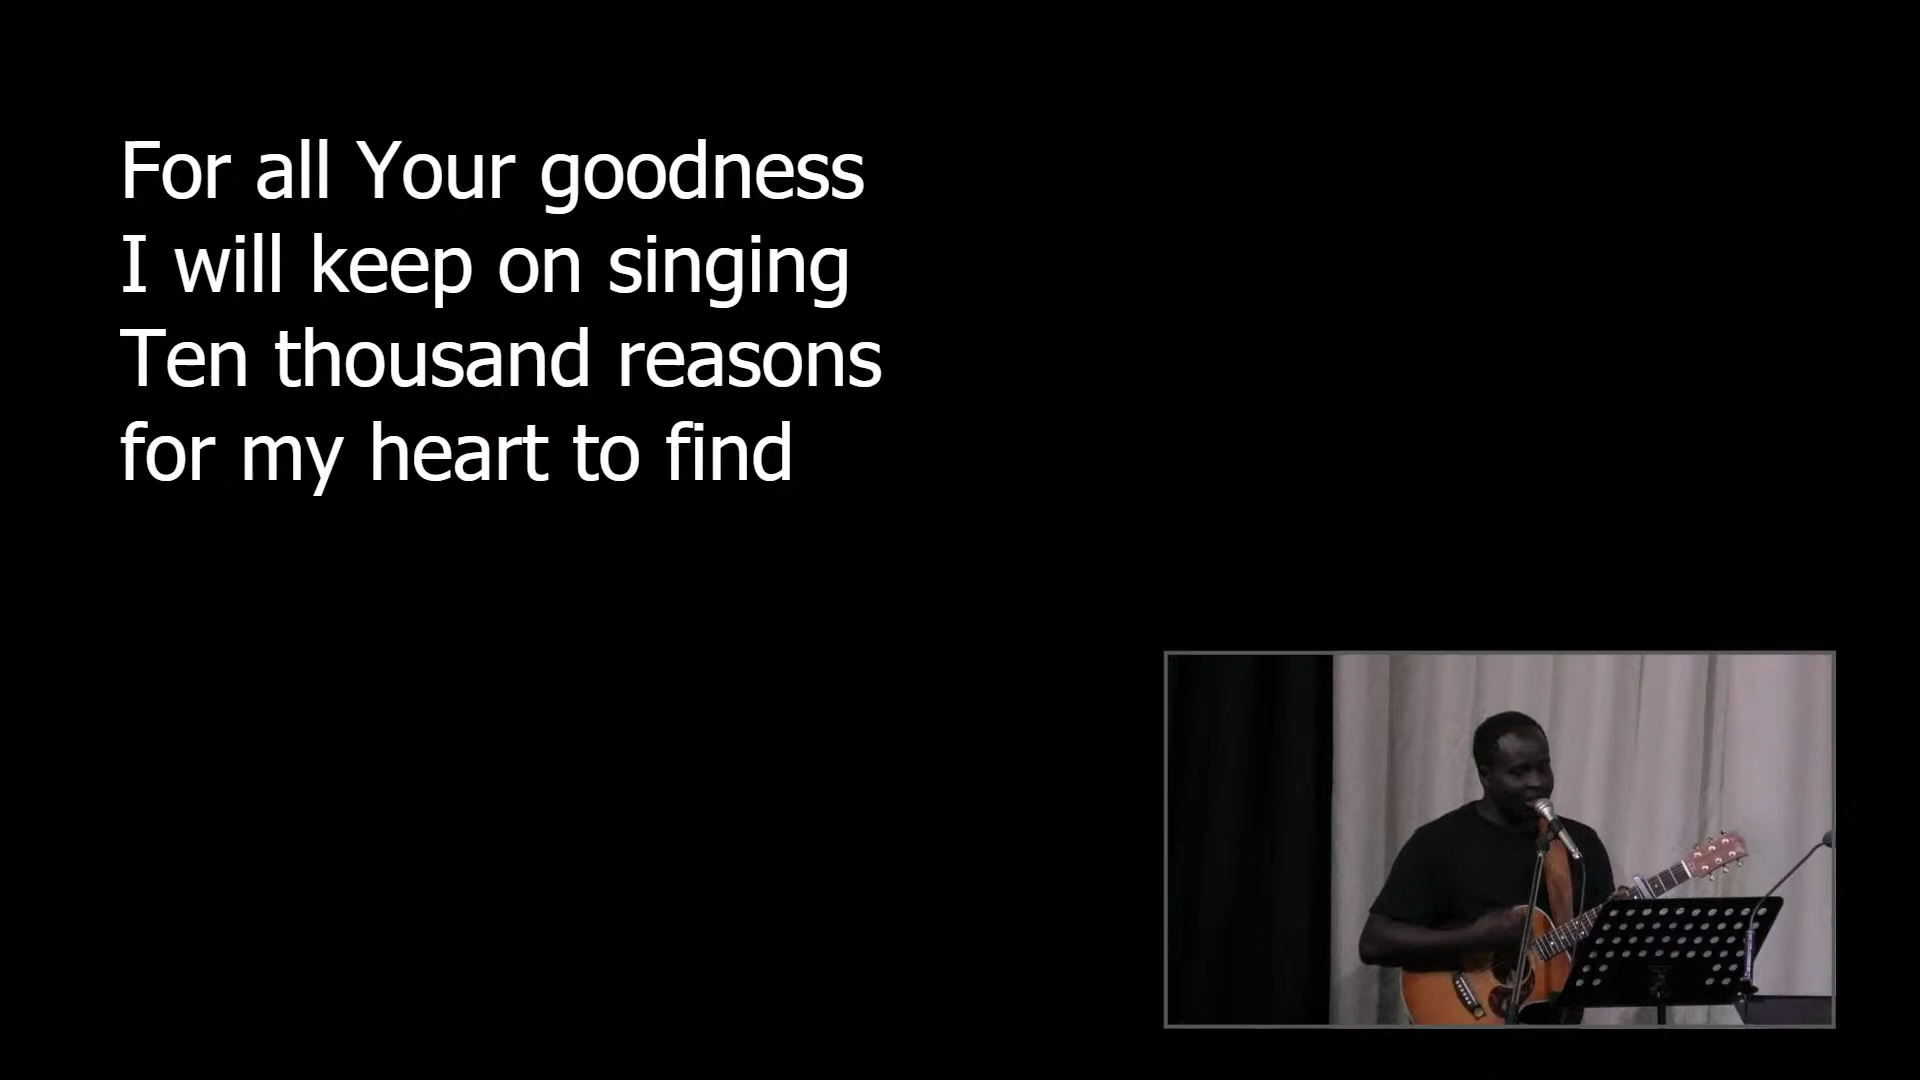 For all Your goodness
I will keep on singing
Ten thousand reasons
for my heart to find